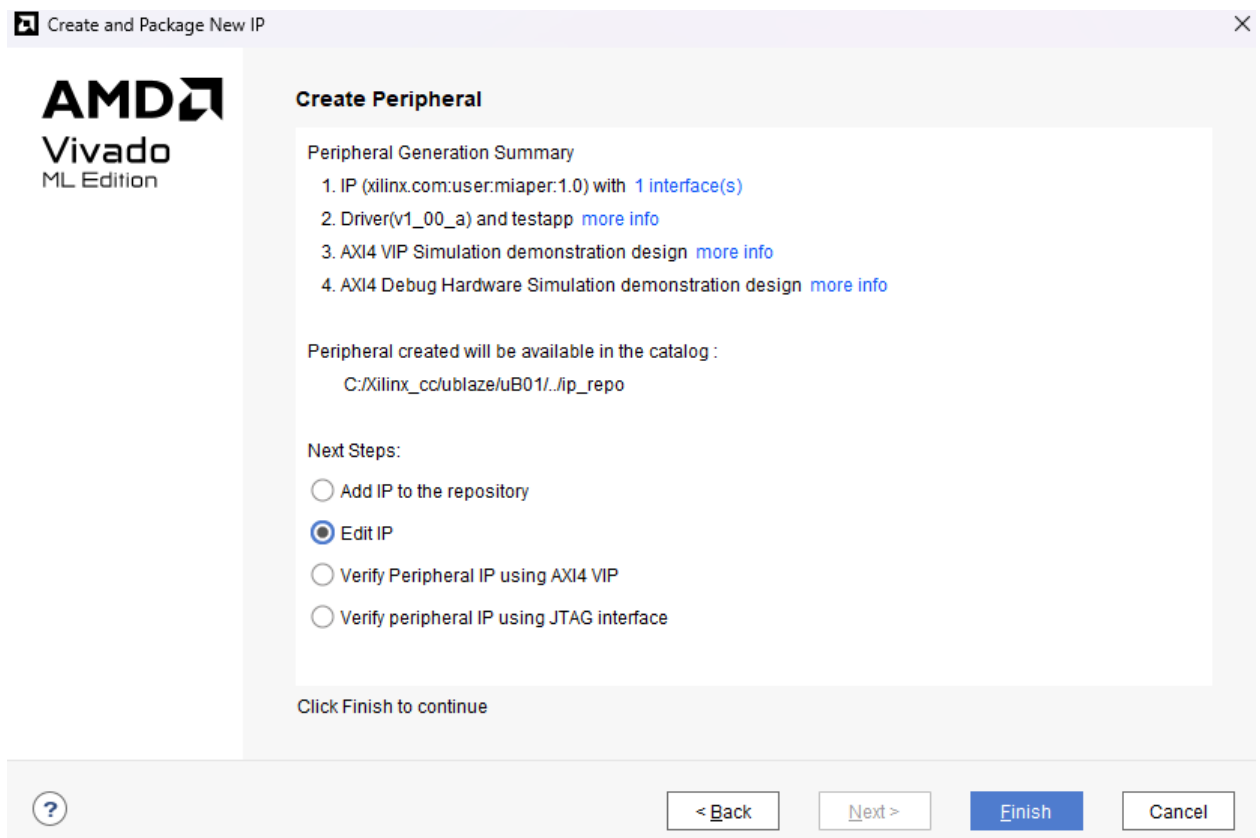 Create and Package New IP
AMD
Vivado
ML Edition
Create Peripheral
Peripheral Generation Summary
1. IP (xilinx.com:user:miaper:1.0) with 1 interface(s)
2. Driver(v1_00_a) and testapp more info
3. AXI4 VIP Simulation demonstration design more info
4. AXI4 Debug Hardware Simulation demonstration design more info
Peripheral created will be available in the catalog :
C:/Xilinx_cc/ublaze/uB01/../ip_repo
Next Steps:
Add IP to the repository
Edit IP
Verify Peripheral IP using AXI4 VIP
Verify peripheral IP using JTAG interface
Click Finish to continue
? < Back Next > Finish Cancel